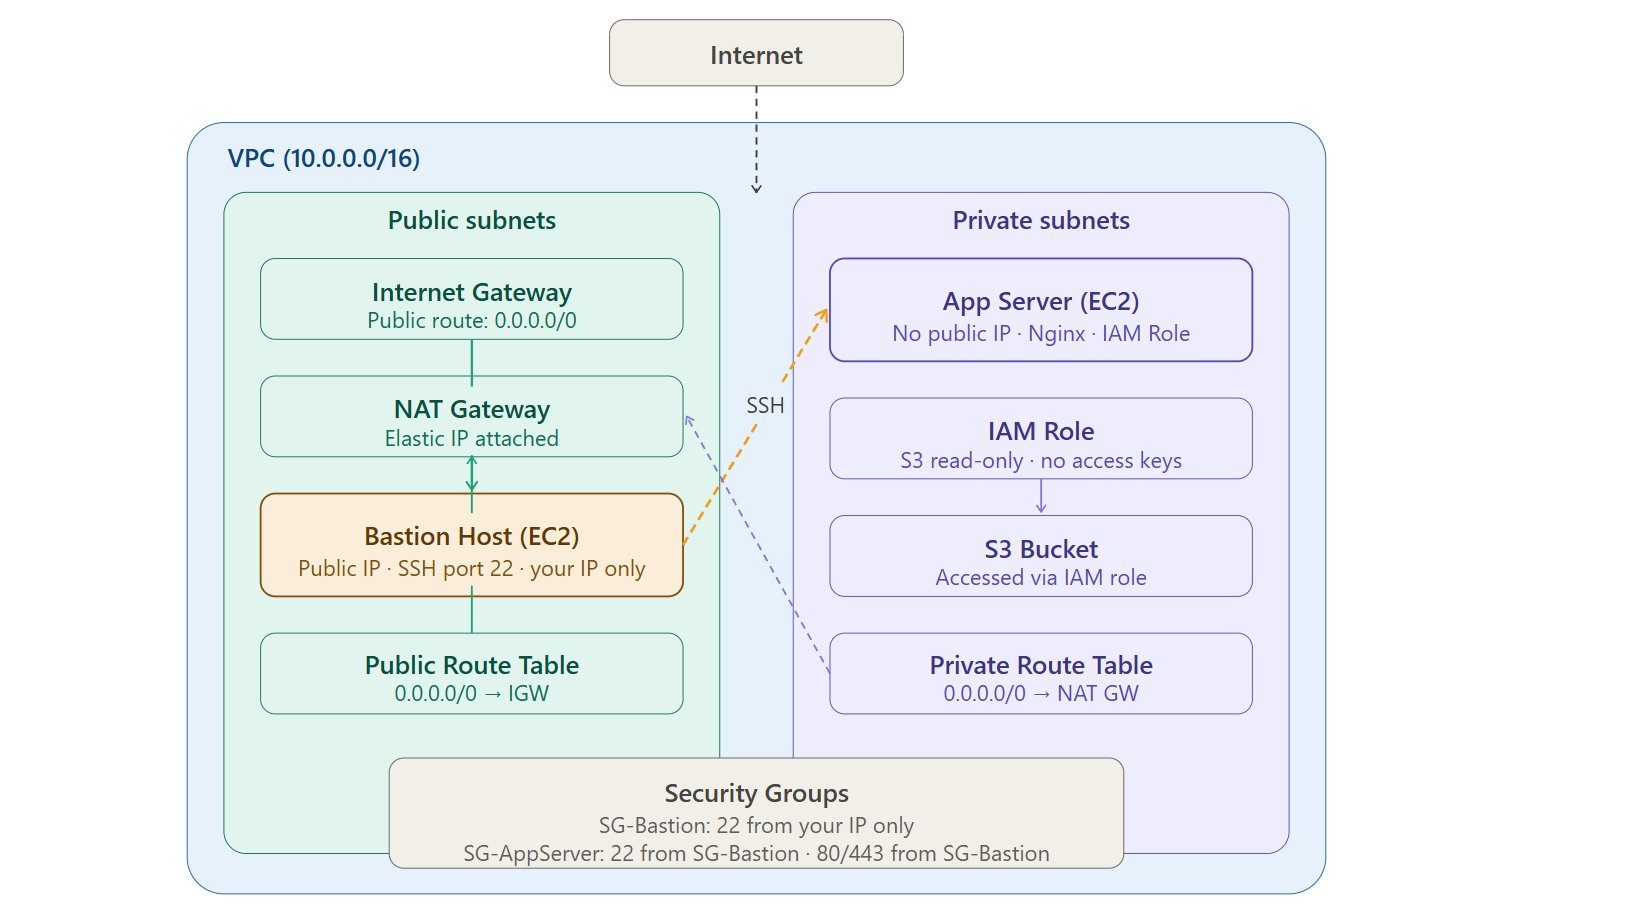 Internet
VPC (10.0.0.0/16)
Public subnets
Internet Gateway
Public route: 0.0.0.0/0
NAT Gateway
Elastic IP attached
Bastion Host (EC2)
Public IP · SSH port 22 · your IP only
Public Route Table
0.0.0.0/0 → IGW
SSH
Private subnets
App Server (EC2)
No public IP · Nginx · IAM Role
IAM Role
S3 read-only · no access keys
S3 Bucket
Accessed via IAM role
Private Route Table
0.0.0.0/0 → NAT GW
Security Groups
SG-Bastion: 22 from your IP only
SG-AppServer: 22 from SG-Bastion · 80/443 from SG-Bastion